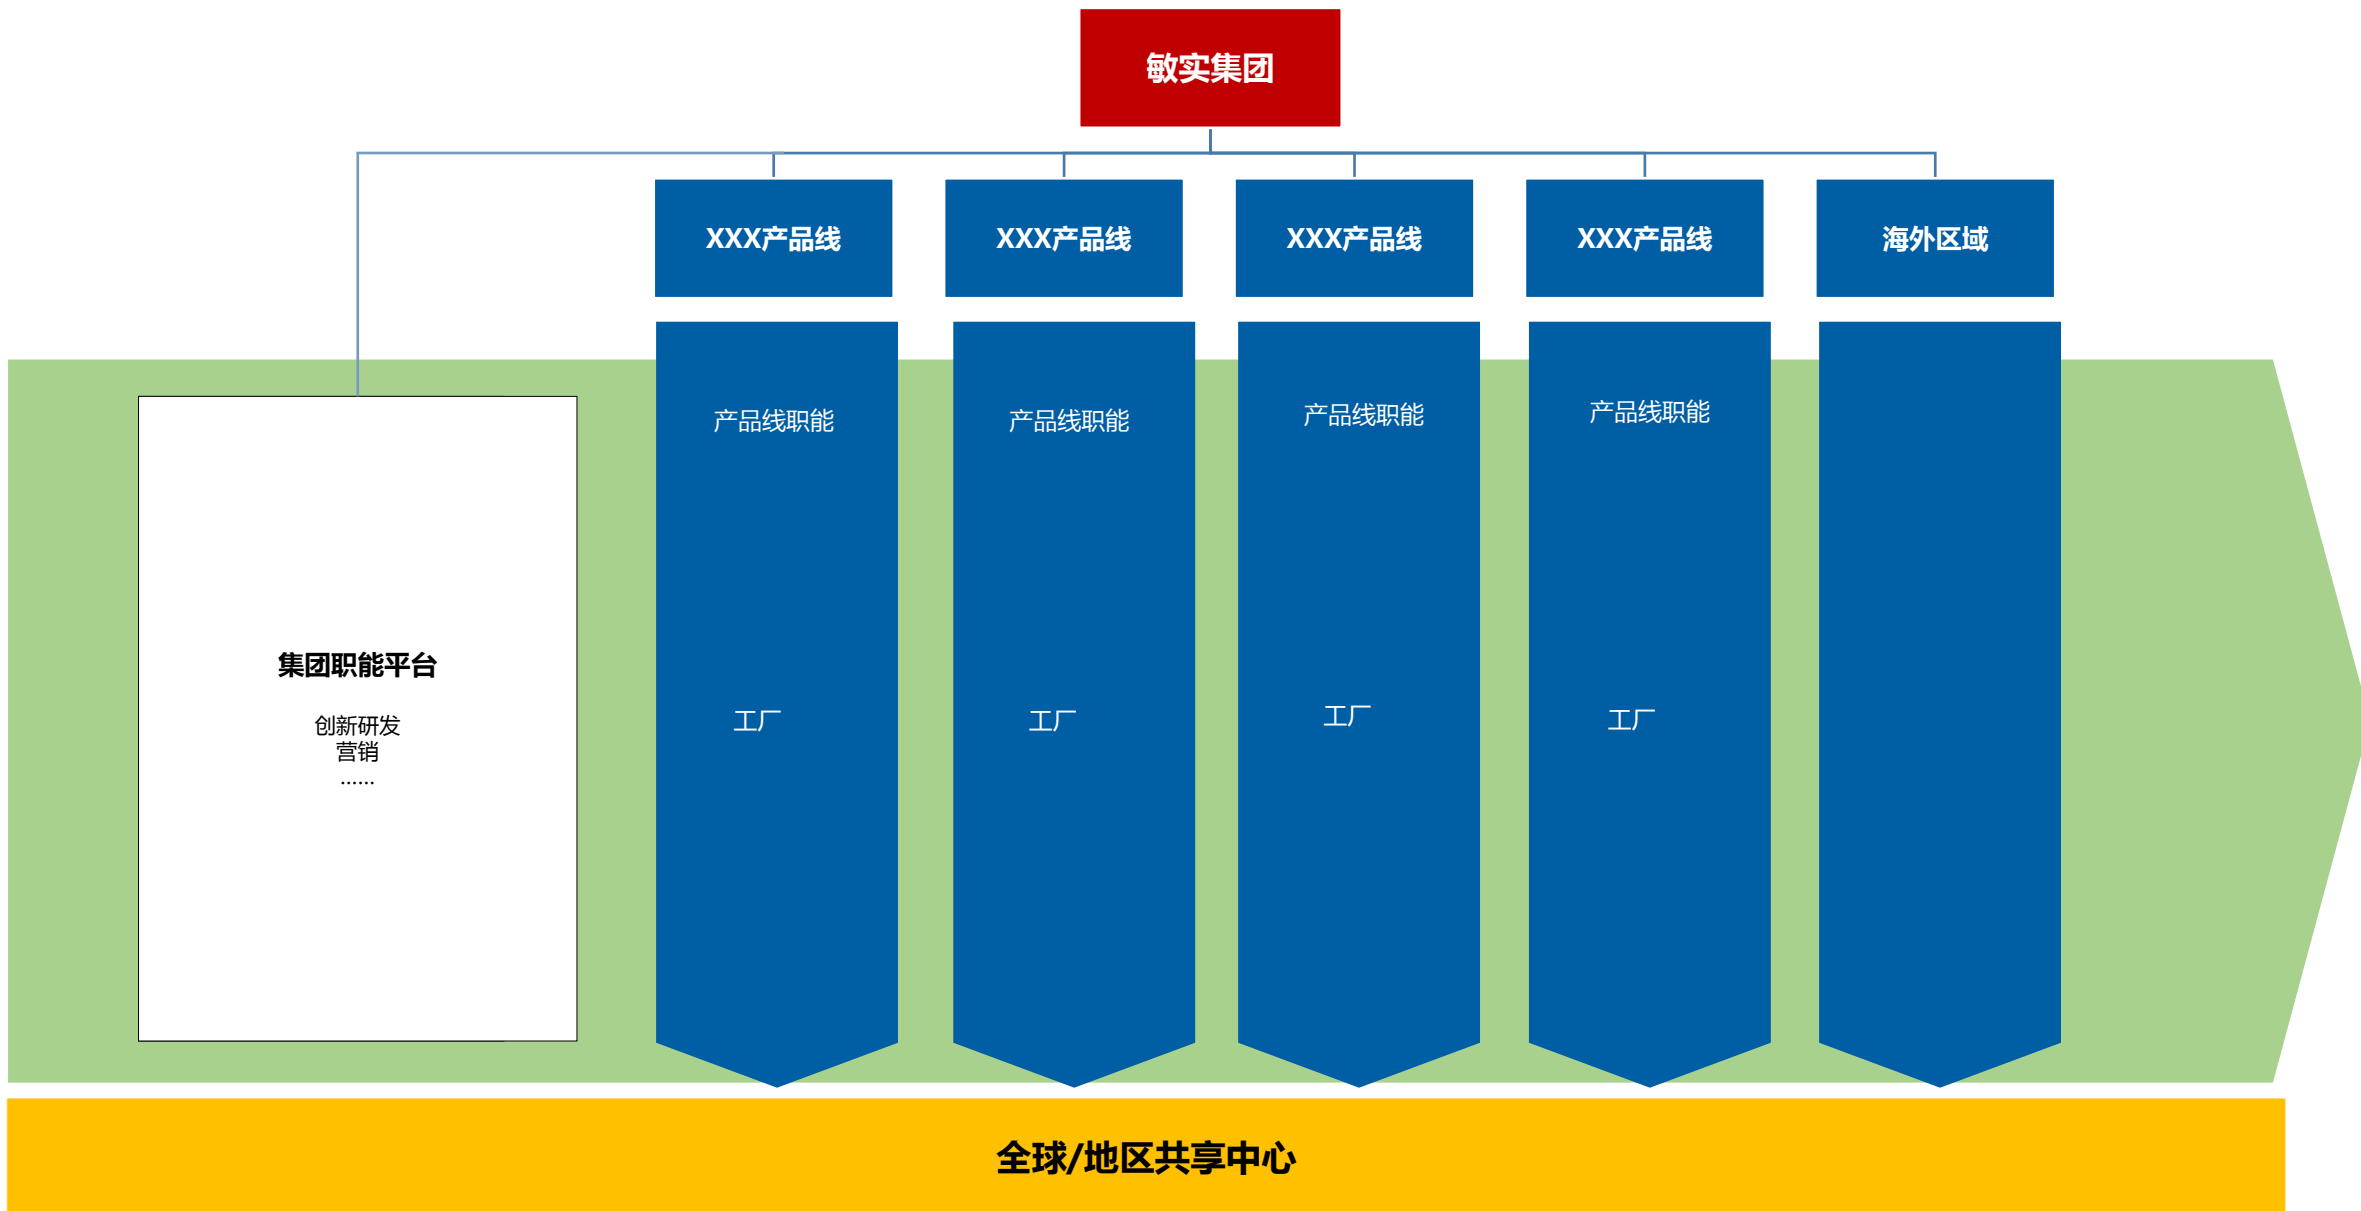 敏实集团
XXX产品线
XXX产品线
XXX产品线
XXX产品线
海外区域
产品线职能
产品线职能
产品线职能
产品线职能
集团职能平台
创新研发
营销
......
工厂
工厂
工厂
工厂
全球/地区共享中心